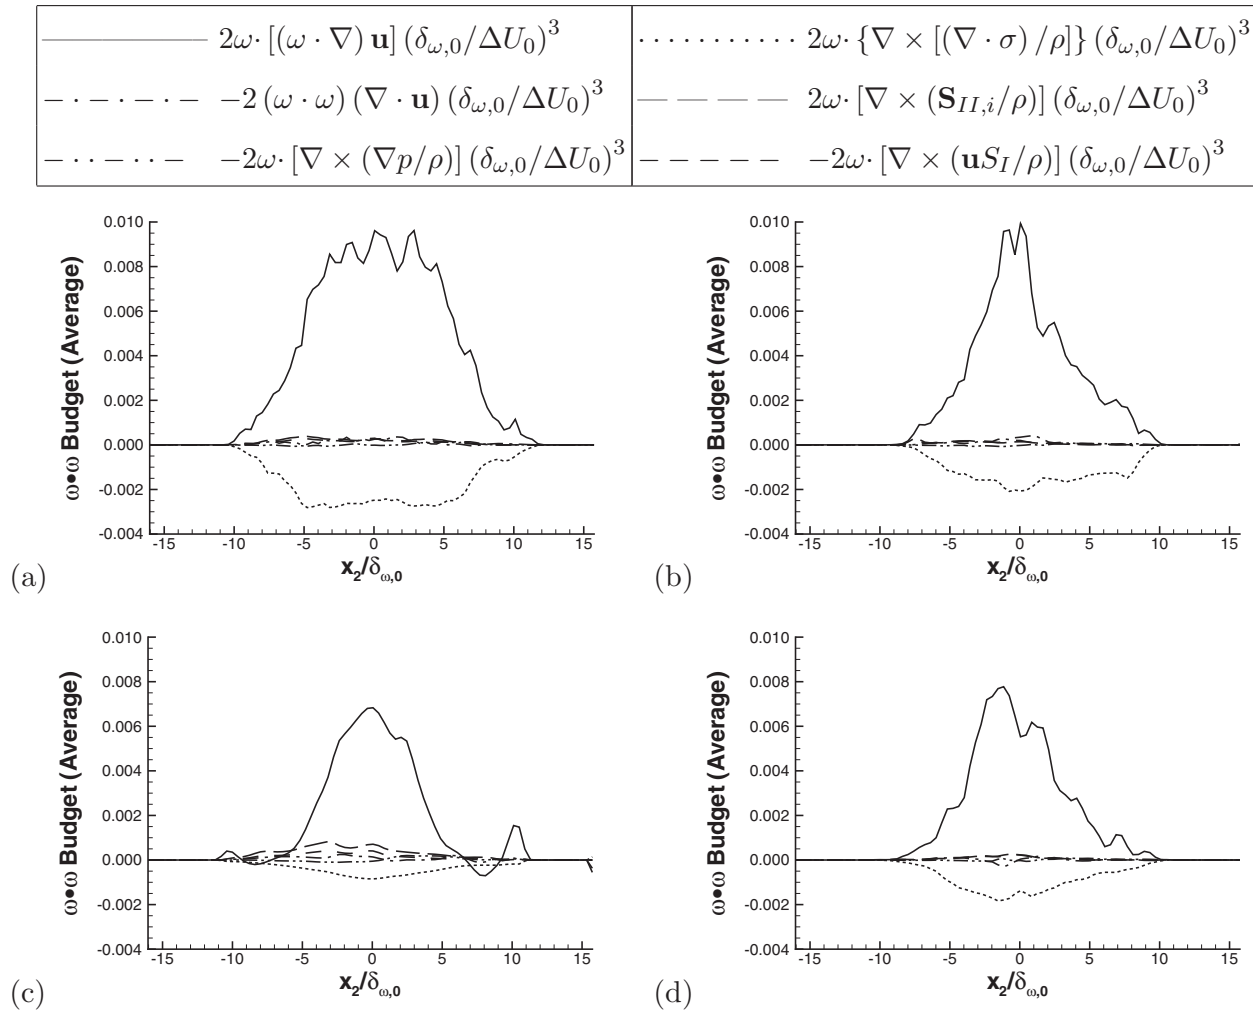 2ω· [(ω · ∇) u] (δω,0/ΔU0)^3
2ω· {∇ × [(∇ · σ) /ρ]} (δω,0/ΔU0)^3
−2 (ω · ω) (∇ · u) (δω,0/ΔU0)^3
2ω· [∇ × (SII,i/ρ)] (δω,0/ΔU0)^3
−2ω· [∇ × (∇p/ρ)] (δω,0/ΔU0)^3
−2ω· [∇ × (uSI/ρ)] (δω,0/ΔU0)^3
0.010
0.008
0.006
0.004
0.002
0.000
-0.002
-0.004
ω•ω Budget (Average)
-15 -10 -5 0 5 10 15
x2/δω,0
(a)
0.010
0.008
0.006
0.004
0.002
0.000
-0.002
-0.004
ω•ω Budget (Average)
-15 -10 -5 0 5 10 15
x2/δω,0
(b)
0.010
0.008
0.006
0.004
0.002
0.000
-0.002
-0.004
ω•ω Budget (Average)
-15 -10 -5 0 5 10 15
x2/δω,0
(c)
0.010
0.008
0.006
0.004
0.002
0.000
-0.002
-0.004
ω•ω Budget (Average)
-15 -10 -5 0 5 10 15
x2/δω,0
(d)